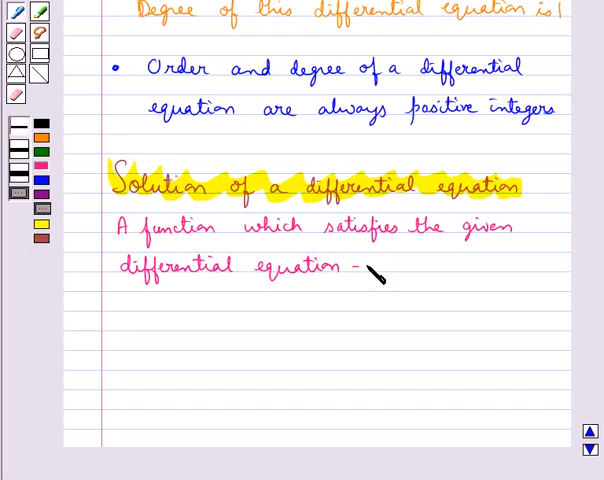 Degree of this differential equation is 1
• Order and degree of a differential
equation are always positive integers
Solution of a differential equation
A function which satisfies the given
differential equation -